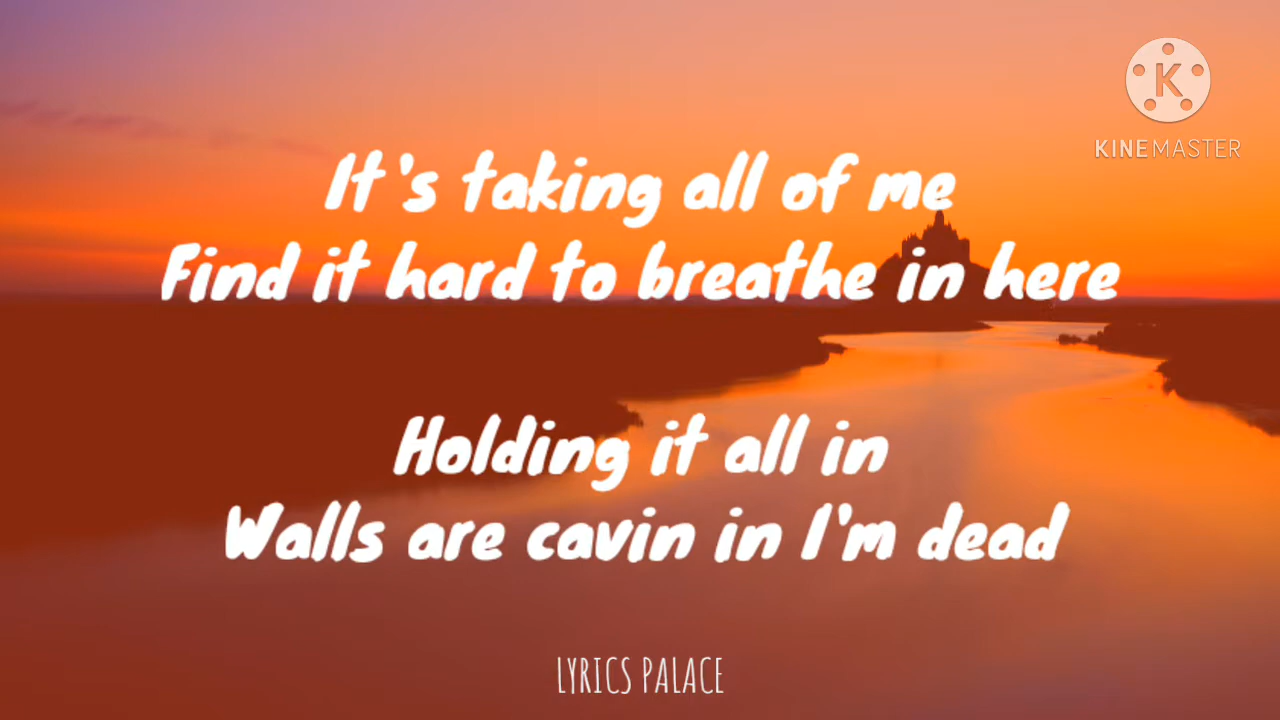 K
KINEMASTER
It's taking all of me
Find it hard to breathe in here
Holding it all in
Walls are cavin in I'm dead
LYRICS PALACE